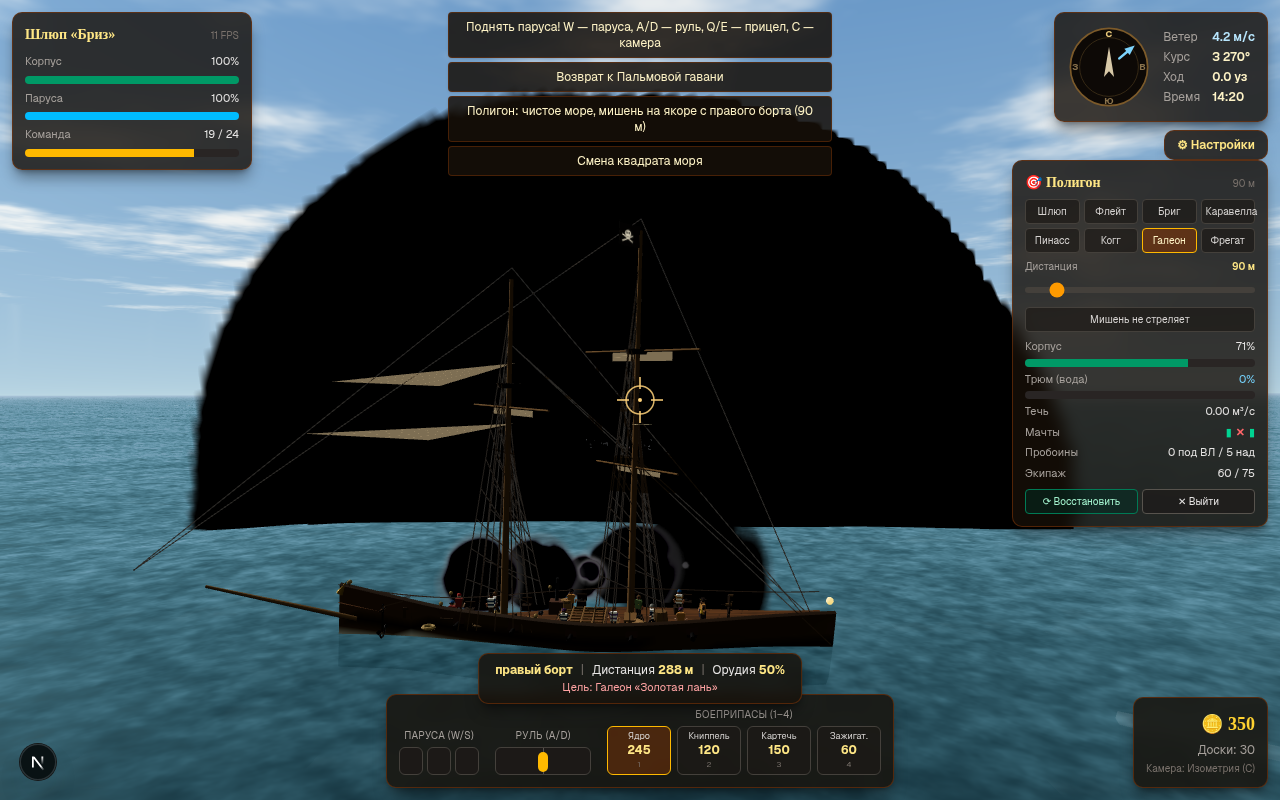 Шлюп «Бриз»
11 FPS
Корпус
100%
Паруса
100%
Команда
19 / 24
Поднять паруса! W — паруса, A/D — руль, Q/E — прицел, C —
камера
Возврат к Пальмовой гавани
Полигон: чистое море, мишень на якоре с правого борта (90
м)
Смена квадрата моря
С
З
В
Ю
Ветер 4.2 м/с
Курс З 270°
Ход 0.0 уз
Время 14:20
⚙ Настройки
🎯 Полигон
90 м
Шлюп Флейт Бриг Каравелла
Пинасс Когг Галеон Фрегат
Дистанция 90 м
Мишень не стреляет
Корпус 71%
Трюм (вода) 0%
Течь 0.00 м³/с
Мачты ▮ ✕ ▮
Пробоины 0 под ВЛ / 5 над
Экипаж 60 / 75
⟳ Восстановить ✕ Выйти
правый борт | Дистанция 288 м | Орудия 50%
Цель: Галеон «Золотая лань»
ПАРУСА (W/S)
РУЛЬ (A/D)
БОЕПРИПАСЫ (1–4)
Ядро
245
1
Книппель
120
2
Картечь
150
3
Зажигат.
60
4
N
🪙 350
Доски: 30
Камера: Изометрия (C)